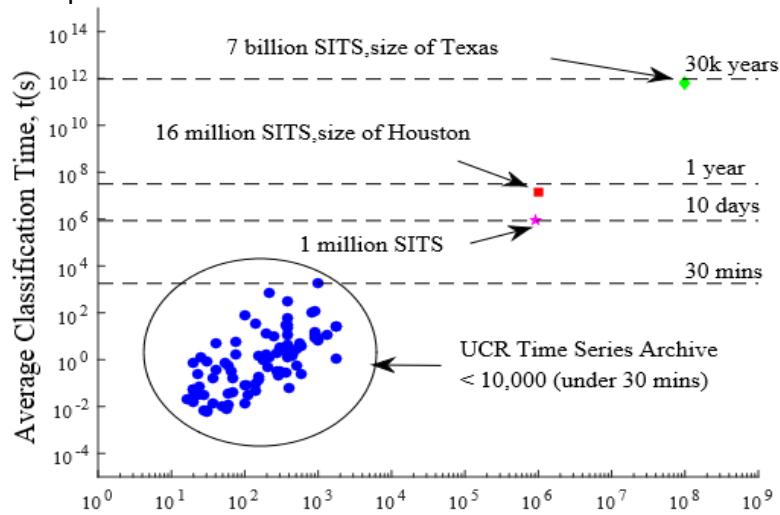 10^14
7 billion SITS,size of Texas
10^12
30k years
10^10
16 million SITS,size of Houston
10^8
1 year
10^6
10 days
1 million SITS
10^4
30 mins
10^2
10^0
UCR Time Series Archive
< 10,000 (under 30 mins)
10^-2
10^-4
Average Classification Time, t(s)
10^0 10^1 10^2 10^3 10^4 10^5 10^6 10^7 10^8 10^9